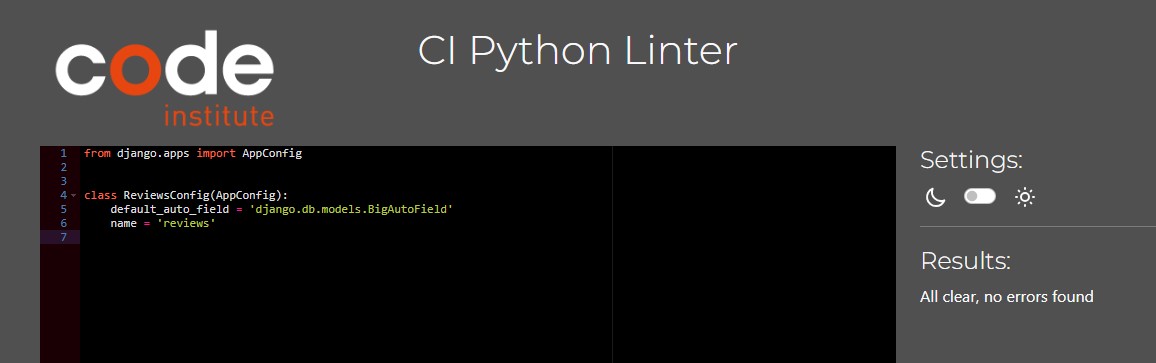 code
institute
CI Python Linter
1 from django.apps import AppConfig
2
3
4 class ReviewsConfig(AppConfig):
5     default_auto_field = 'django.db.models.BigAutoField'
6     name = 'reviews'
7
Settings:
Results:
All clear, no errors found